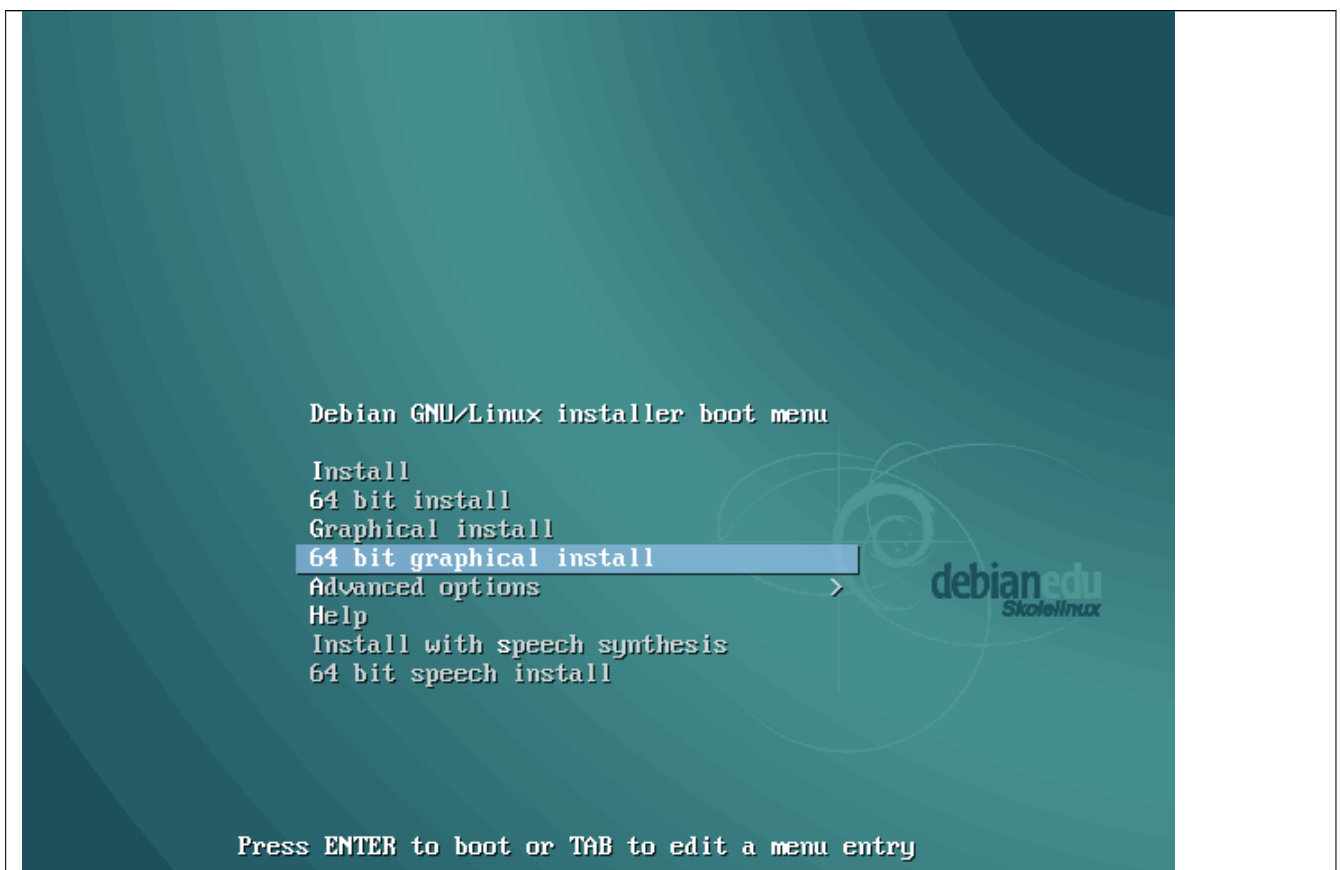 Debian GNU/Linux installer boot menu
Install
64 bit install
Graphical install
64 bit graphical install
Advanced options >
Help
Install with speech synthesis
64 bit speech install
debianedu
Skolelinux
Press ENTER to boot or TAB to edit a menu entry